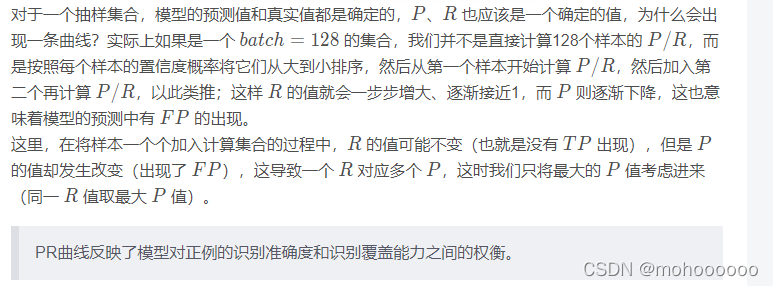 对于一个抽样集合，模型的预测值和真实值都是确定的，P、R 也应该是一个确定的值，为什么会出
现一条曲线？实际上如果是一个 batch = 128 的集合，我们并不是直接计算128个样本的 P/R，而
是按照每个样本的置信度概率将它们从大到小排序，然后从第一个样本开始计算 P/R，然后加入第
二个再计算 P/R，以此类推；这样 R 的值就会一步步增大、逐渐接近1，而 P 则逐渐下降，这也意
味着模型的预测中有 FP 的出现。
这里，在将样本一个个加入计算集合的过程中，R 的值可能不变（也就是没有 TP 出现），但是 P
的值却发生改变（出现了 FP），这导致一个 R 对应多个 P，这时我们只将最大的 P 值考虑进来
（同一 R 值取最大 P 值）。
PR曲线反映了模型对正例的识别准确度和识别覆盖能力之间的权衡。
CSDN @mohoooooo